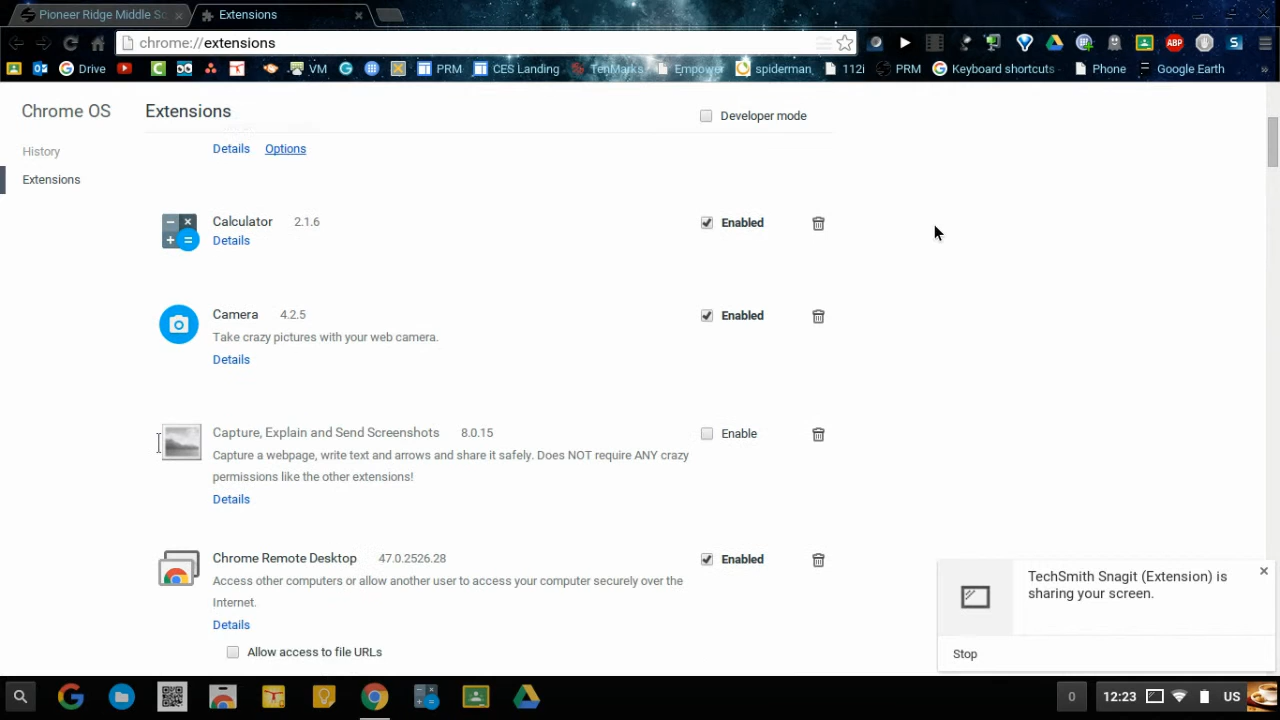 Pioneer Ridge Middle Sc
Extensions
chrome://extensions
Drive VM PRM CES Landing TenMarks Empower spiderman 112i PRM Keyboard shortcuts Phone Google Earth »
Chrome OS
History
Extensions
Extensions
Developer mode
Details Options
Calculator 2.1.6
Details
Enabled
Camera 4.2.5
Take crazy pictures with your web camera.
Details
Enabled
Capture, Explain and Send Screenshots 8.0.15
Capture a webpage, write text and arrows and share it safely. Does NOT require ANY crazy
permissions like the other extensions!
Details
Enable
Chrome Remote Desktop 47.0.2526.28
Access other computers or allow another user to access your computer securely over the
Internet.
Details
Allow access to file URLs
Enabled
TechSmith Snagit (Extension) is
sharing your screen.
Stop
0 12:23 US